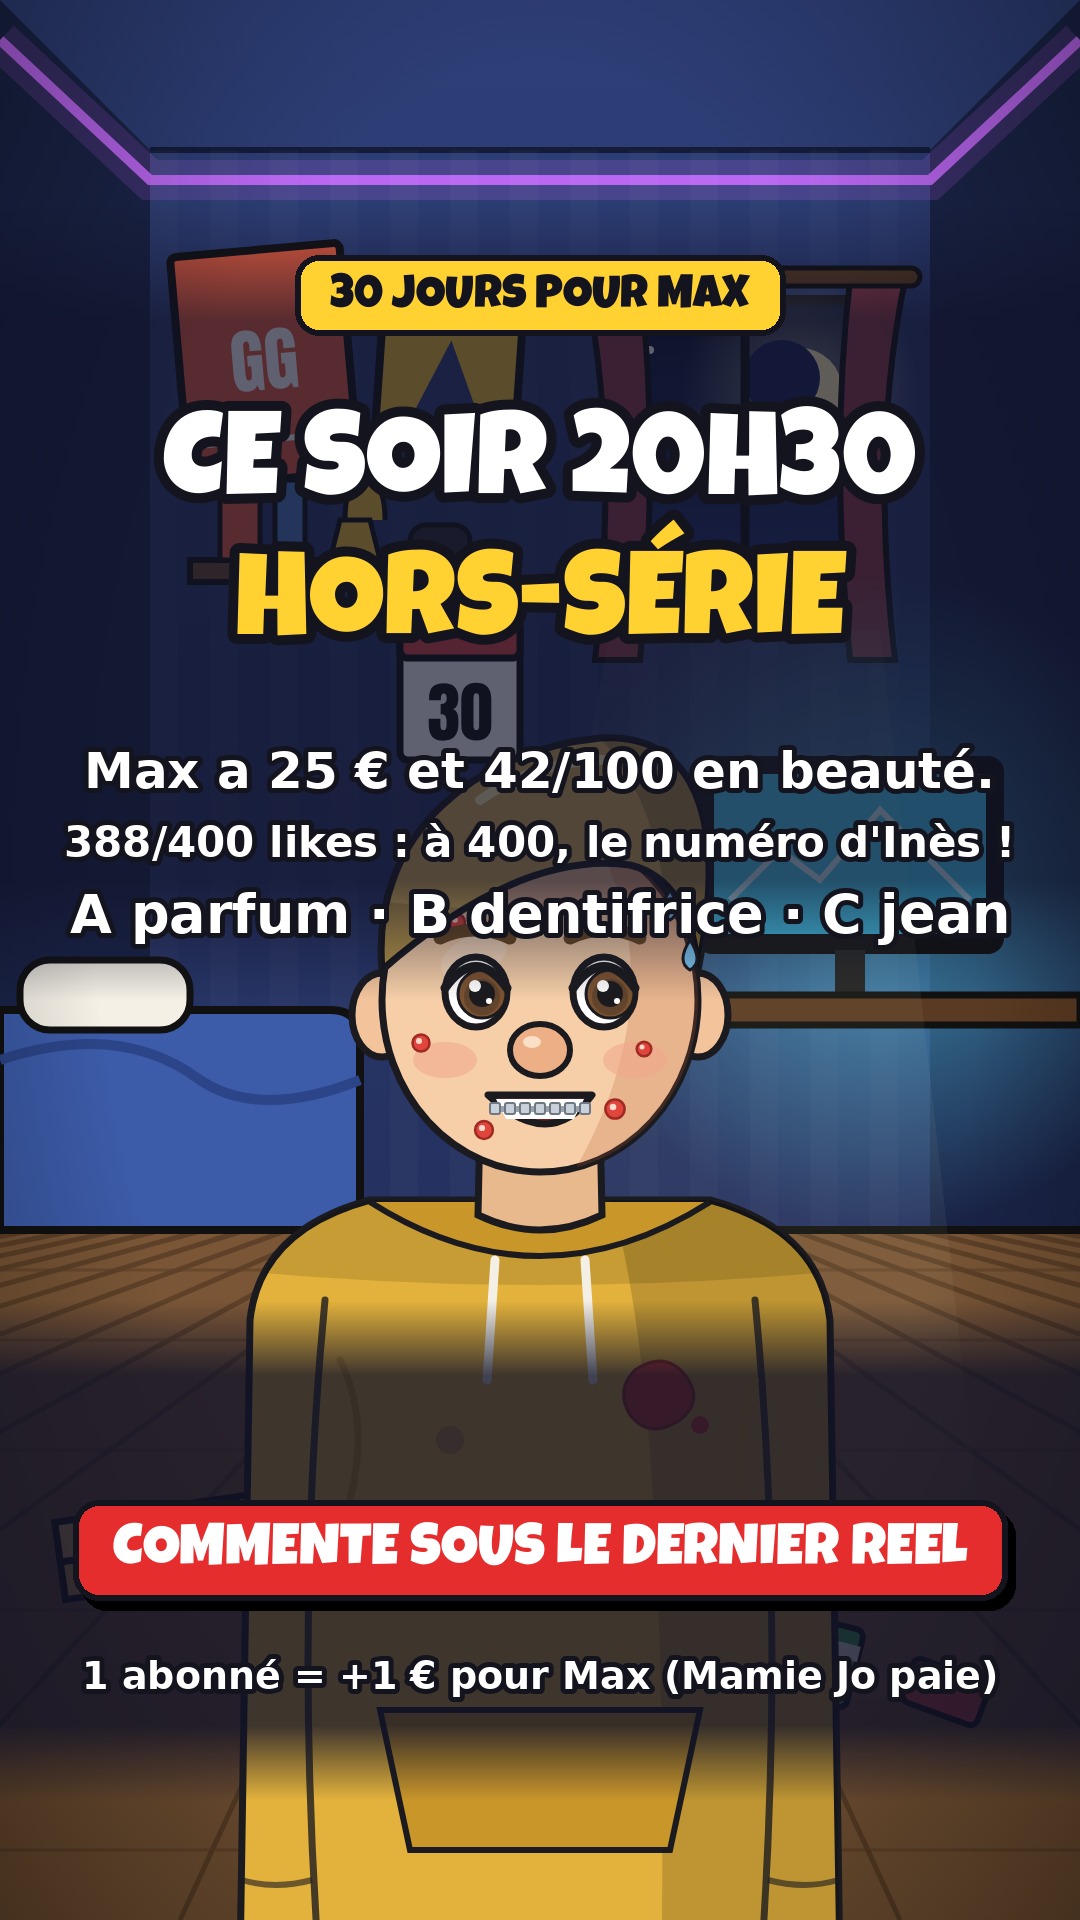 30 JOURS POUR MAX
GG
CE SOIR 20H30
HORS-SÉRIE
30
Max a 25 € et 42/100 en beauté.
388/400 likes : à 400, le numéro d'Inès !
A parfum · B dentifrice · C jean
COMMENTE SOUS LE DERNIER REEL
1 abonné = +1 € pour Max (Mamie Jo paie)